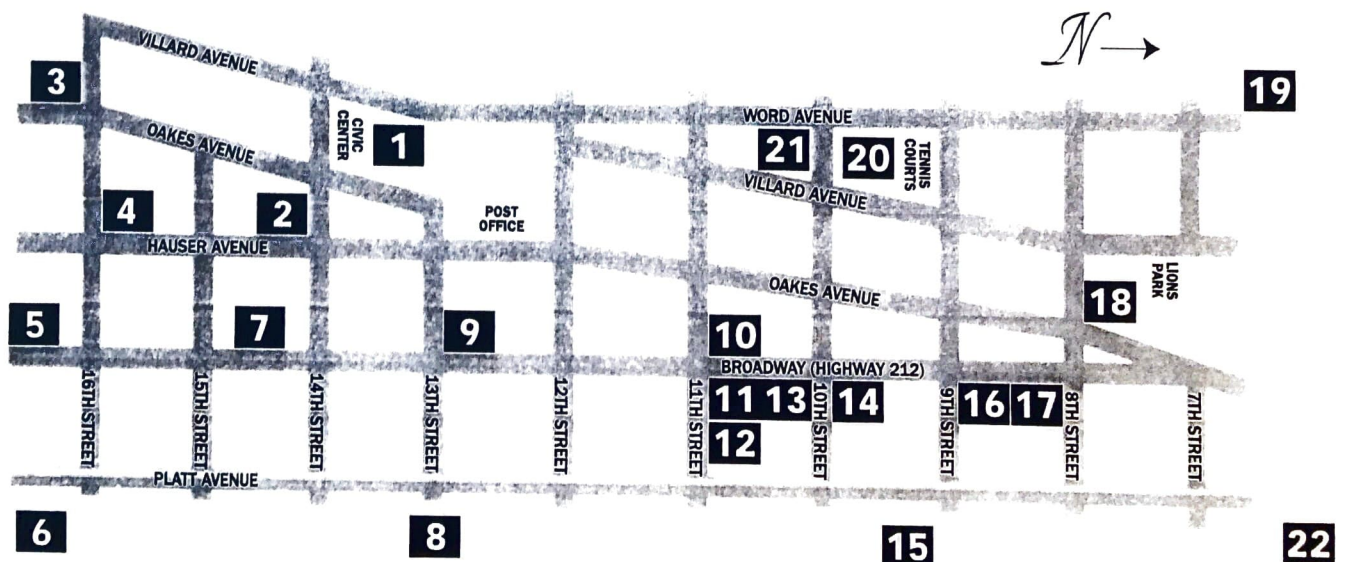 N
VILLARD AVENUE
3
19
WORD AVENUE
CIVIC
CENTER
1
OAKES AVENUE
21
20
TENNIS
COURTS
VILLARD AVENUE
4
2
POST
OFFICE
HAUSER AVENUE
LIONS
PARK
OAKES AVENUE
18
5
7
9
10
BROADWAY (HIGHWAY 212)
16TH STREET
15TH STREET
14TH STREET
13TH STREET
12TH STREET
11TH STREET
11
13
10TH STREET
14
9TH STREET
16
17
8TH STREET
7TH STREET
12
PLATT AVENUE
6
8
15
22